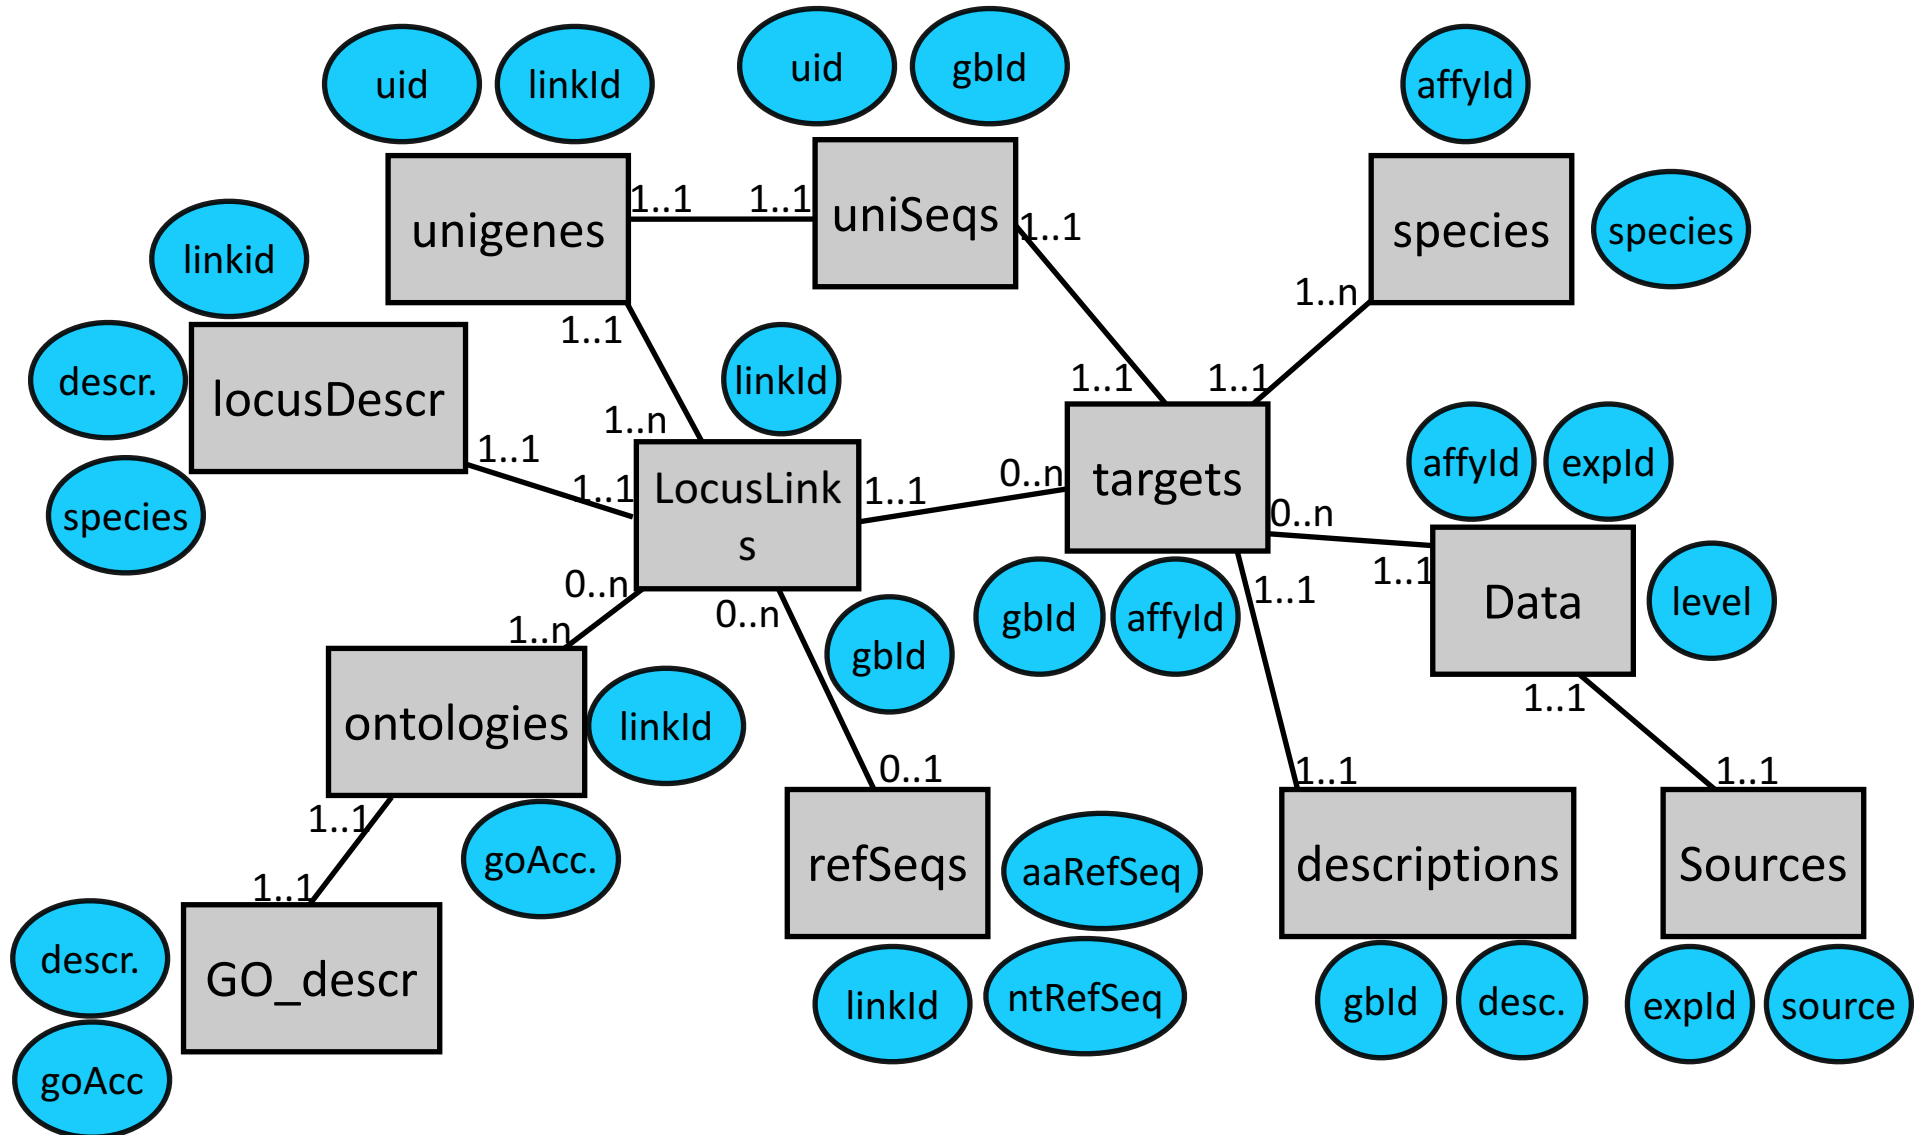 uid
linkId
uid
gbId
affyId
unigenes
1..1
1..1
uniSeqs
1..1
species
species
linkid
1..n
1..1
descr.
locusDescr
linkId
1..1
1..1
1..n
1..1
affyId
expId
species
1..1
LocusLink
s
1..1
0..n
targets
0..n
0..n
1..n
0..n
gbId
gbId
affyId
1..1
1..1
Data
level
ontologies
linkId
1..1
1..1
goAcc.
0..1
1..1
1..1
1..1
descr.
GO_descr
goAcc
refSeqs
aaRefSeq
linkId
ntRefSeq
descriptions
gbId
desc.
Sources
expId
source